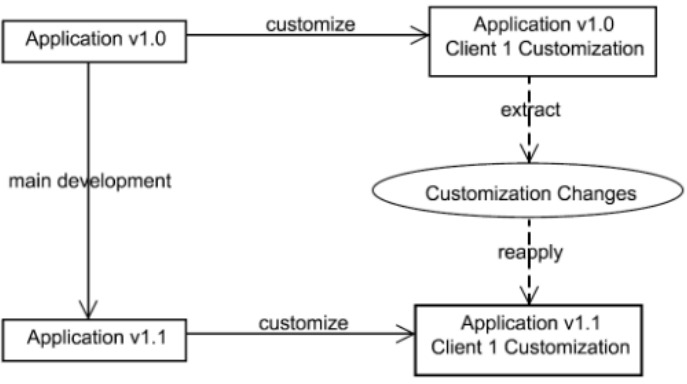 Application v1.0
customize
Application v1.0
Client 1 Customization
extract
main development
Customization Changes
reapply
Application v1.1
customize
Application v1.1
Client 1 Customization